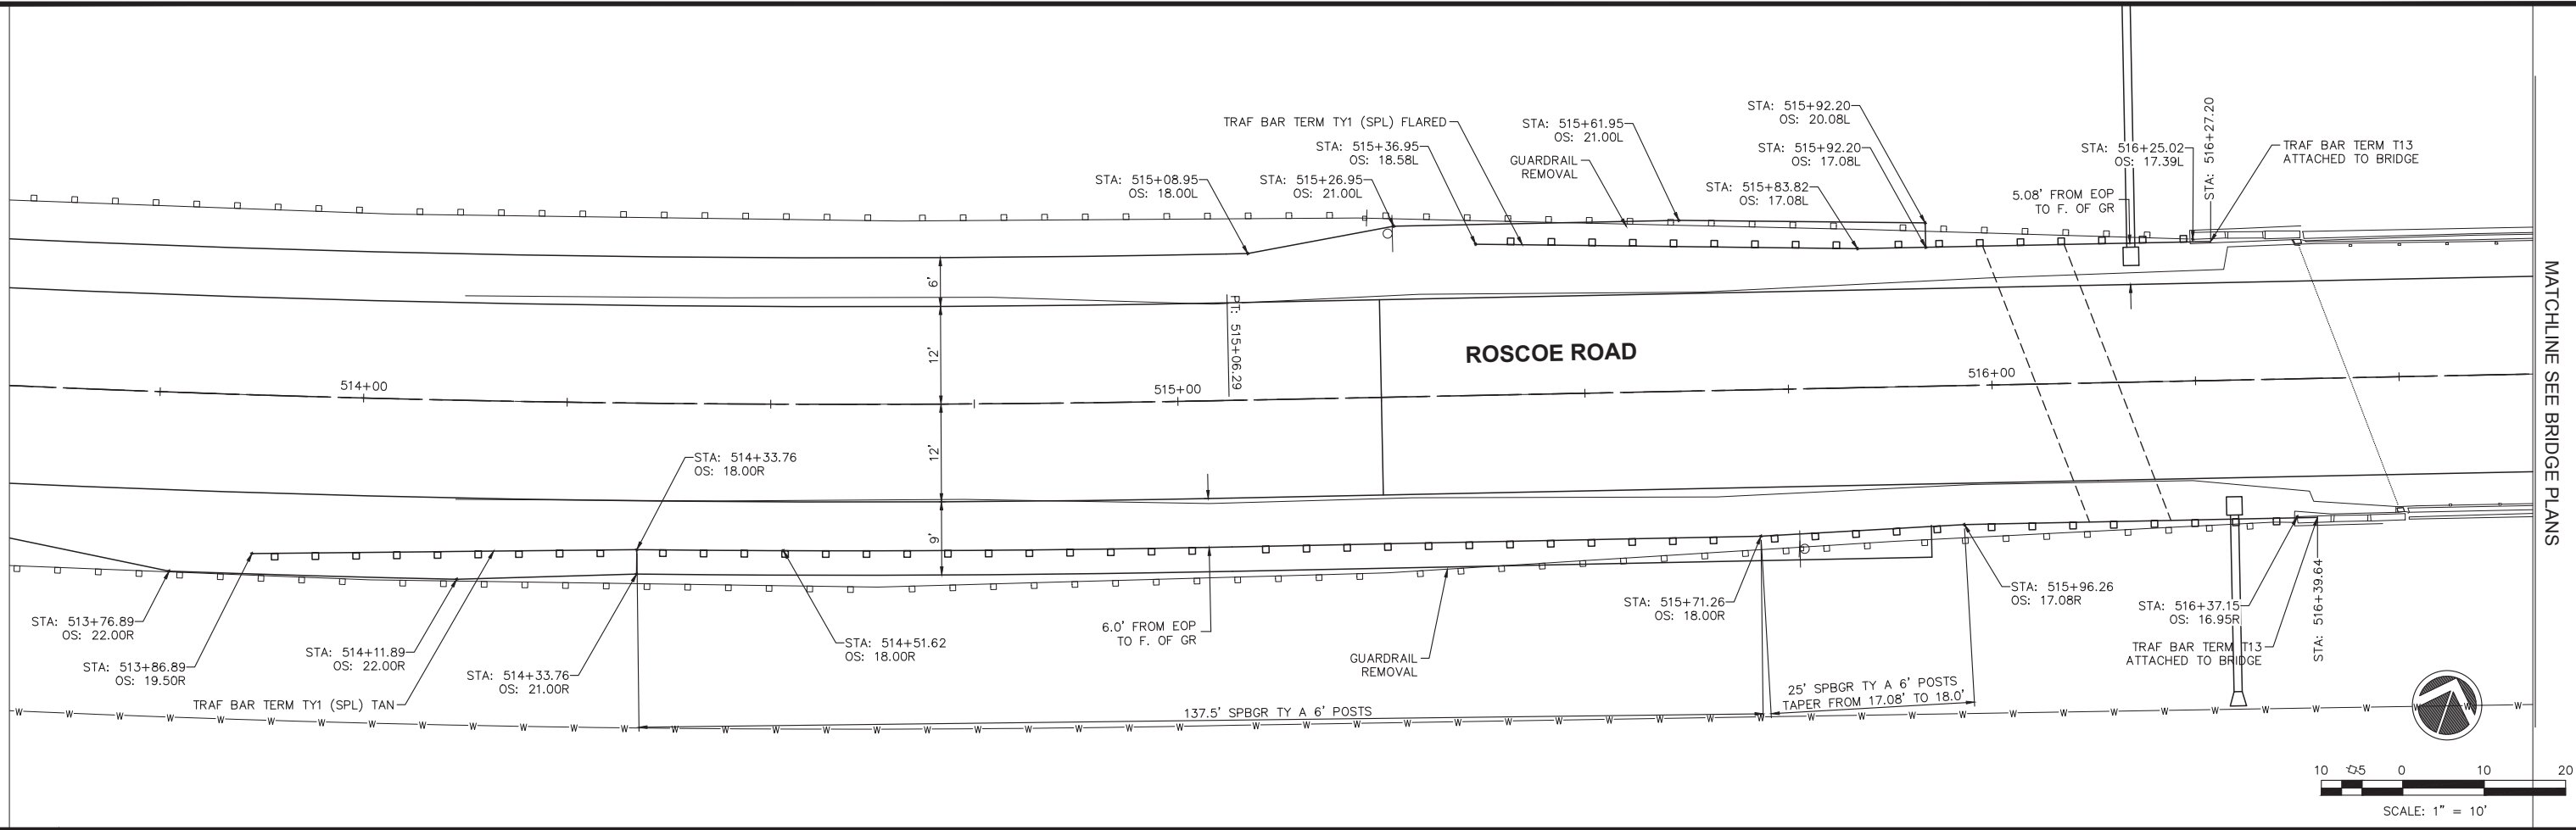 STA: 515+92.20
OS: 20.08L
TRAF BAR TERM TY1 (SPL) FLARED
STA: 515+61.95
OS: 21.00L
STA: 516+27.20
STA: 515+36.95
OS: 18.58L
GUARDRAIL
REMOVAL
STA: 515+92.20
OS: 17.08L
STA: 516+25.02
OS: 17.39L
TRAF BAR TERM T13
ATTACHED TO BRIDGE
STA: 515+08.95
OS: 18.00L
STA: 515+26.95
OS: 21.00L
STA: 515+83.82
OS: 17.08L
5.08' FROM EOP
TO F. OF GR
6'
PT: 515+06.29
12'
ROSCOE ROAD
514+00
515+00
516+00
MATCHLINE SEE BRIDGE PLANS
12'
STA: 514+33.76
OS: 18.00R
9'
STA: 513+76.89
OS: 22.00R
STA: 513+86.89
OS: 19.50R
STA: 514+11.89
OS: 22.00R
STA: 514+33.76
OS: 21.00R
STA: 514+51.62
OS: 18.00R
TRAF BAR TERM TY1 (SPL) TAN
6.0' FROM EOP
TO F. OF GR
GUARDRAIL
REMOVAL
STA: 515+71.26
OS: 18.00R
STA: 515+96.26
OS: 17.08R
STA: 516+37.15
OS: 16.95R
STA: 516+39.64
TRAF BAR TERM T13
ATTACHED TO BRIDGE
137.5' SPBGR TY A 6' POSTS
25' SPBGR TY A 6' POSTS
TAPER FROM 17.08' TO 18.0'
W W W W W W W W W W W W W W W W W W W W W W W W W W W W W W W W W W W W W W W W W W W W W W W W W W
10 5 0 10 20
SCALE: 1" = 10'